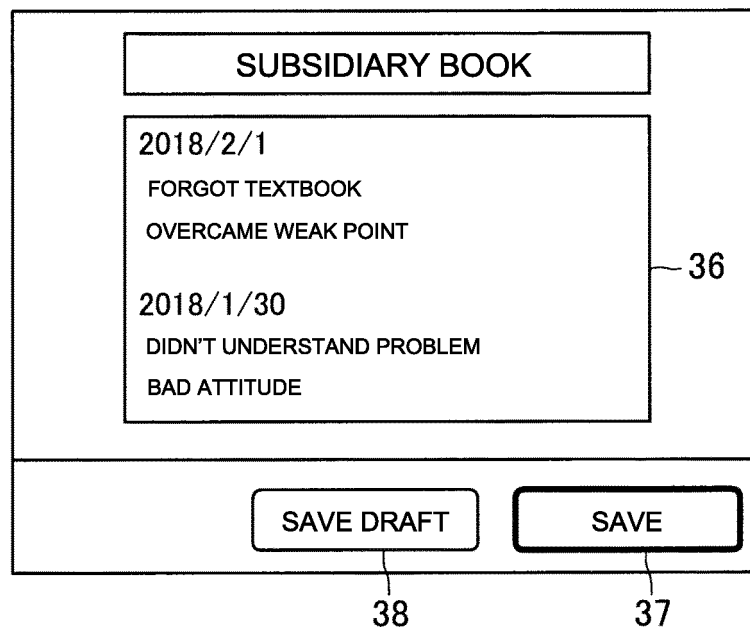 SUBSIDIARY BOOK
2018/2/1
FORGOT TEXTBOOK
OVERCAME WEAK POINT
36
2018/1/30
DIDN'T UNDERSTAND PROBLEM
BAD ATTITUDE
SAVE DRAFT SAVE
38 37